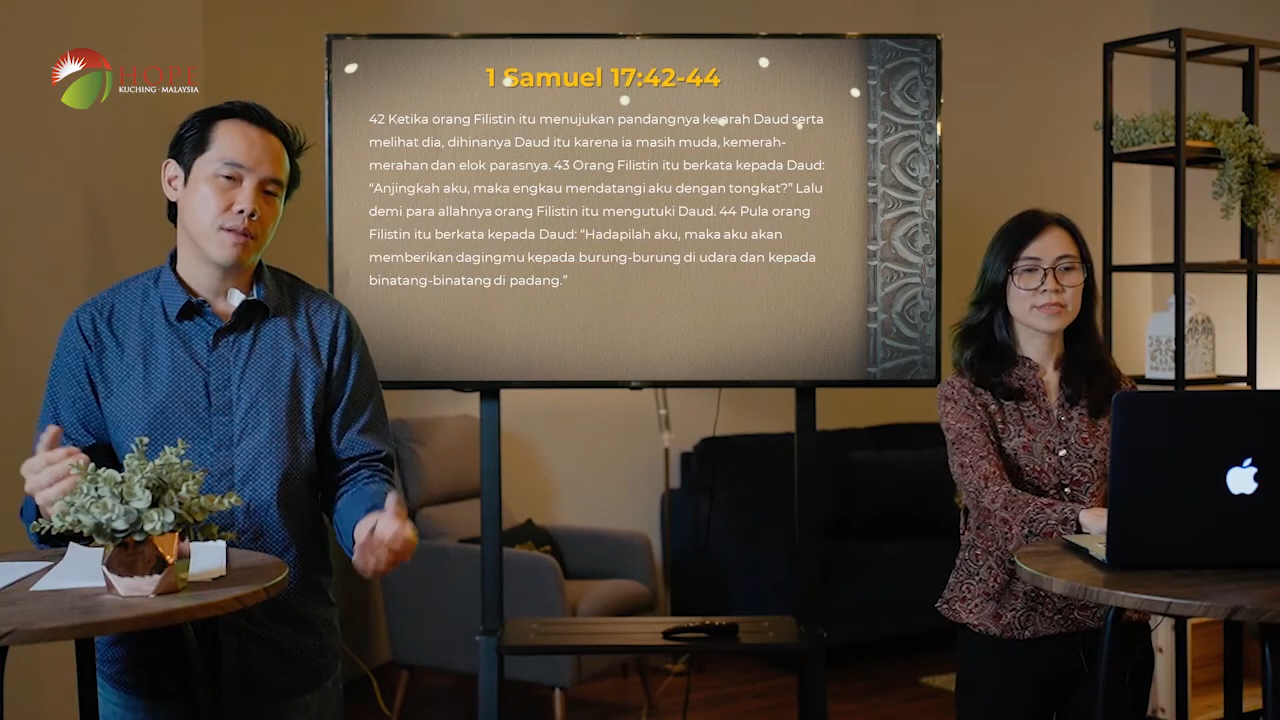 HOPE
KUCHING · MALAYSIA
1 Samuel 17:42-44
42 Ketika orang Filistin itu menujukan pandangnya ke arah Daud serta
melihat dia, dihinanya Daud itu karena ia masih muda, kemerah-
merahan dan elok parasnya. 43 Orang Filistin itu berkata kepada Daud:
“Anjingkah aku, maka engkau mendatangi aku dengan tongkat?” Lalu
demi para allahnya orang Filistin itu mengutuki Daud. 44 Pula orang
Filistin itu berkata kepada Daud: “Hadapilah aku, maka aku akan
memberikan dagingmu kepada burung-burung di udara dan kepada
binatang-binatang di padang.”